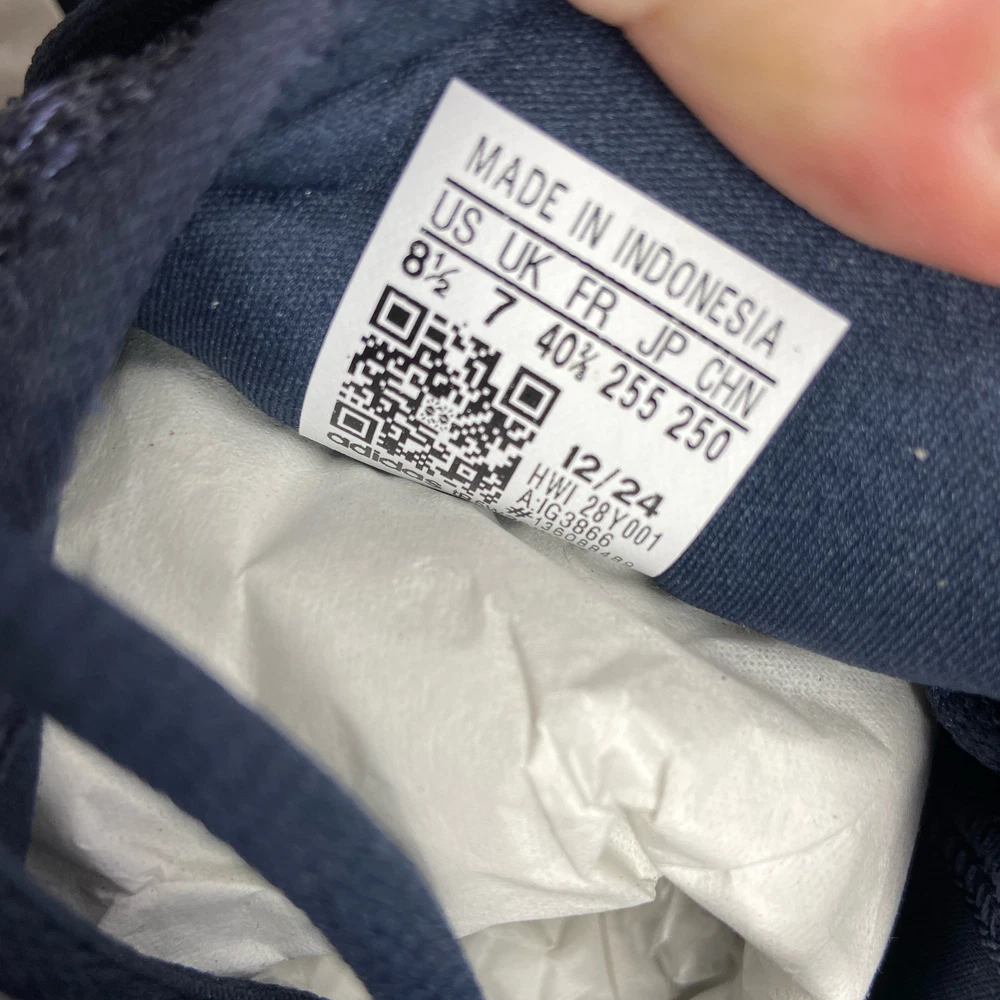 MADE IN INDONESIA
US UK FR JP CHN
8½ 7 40⅔ 255 250
12/24
HWI 28Y001
A:IG3866
adidas